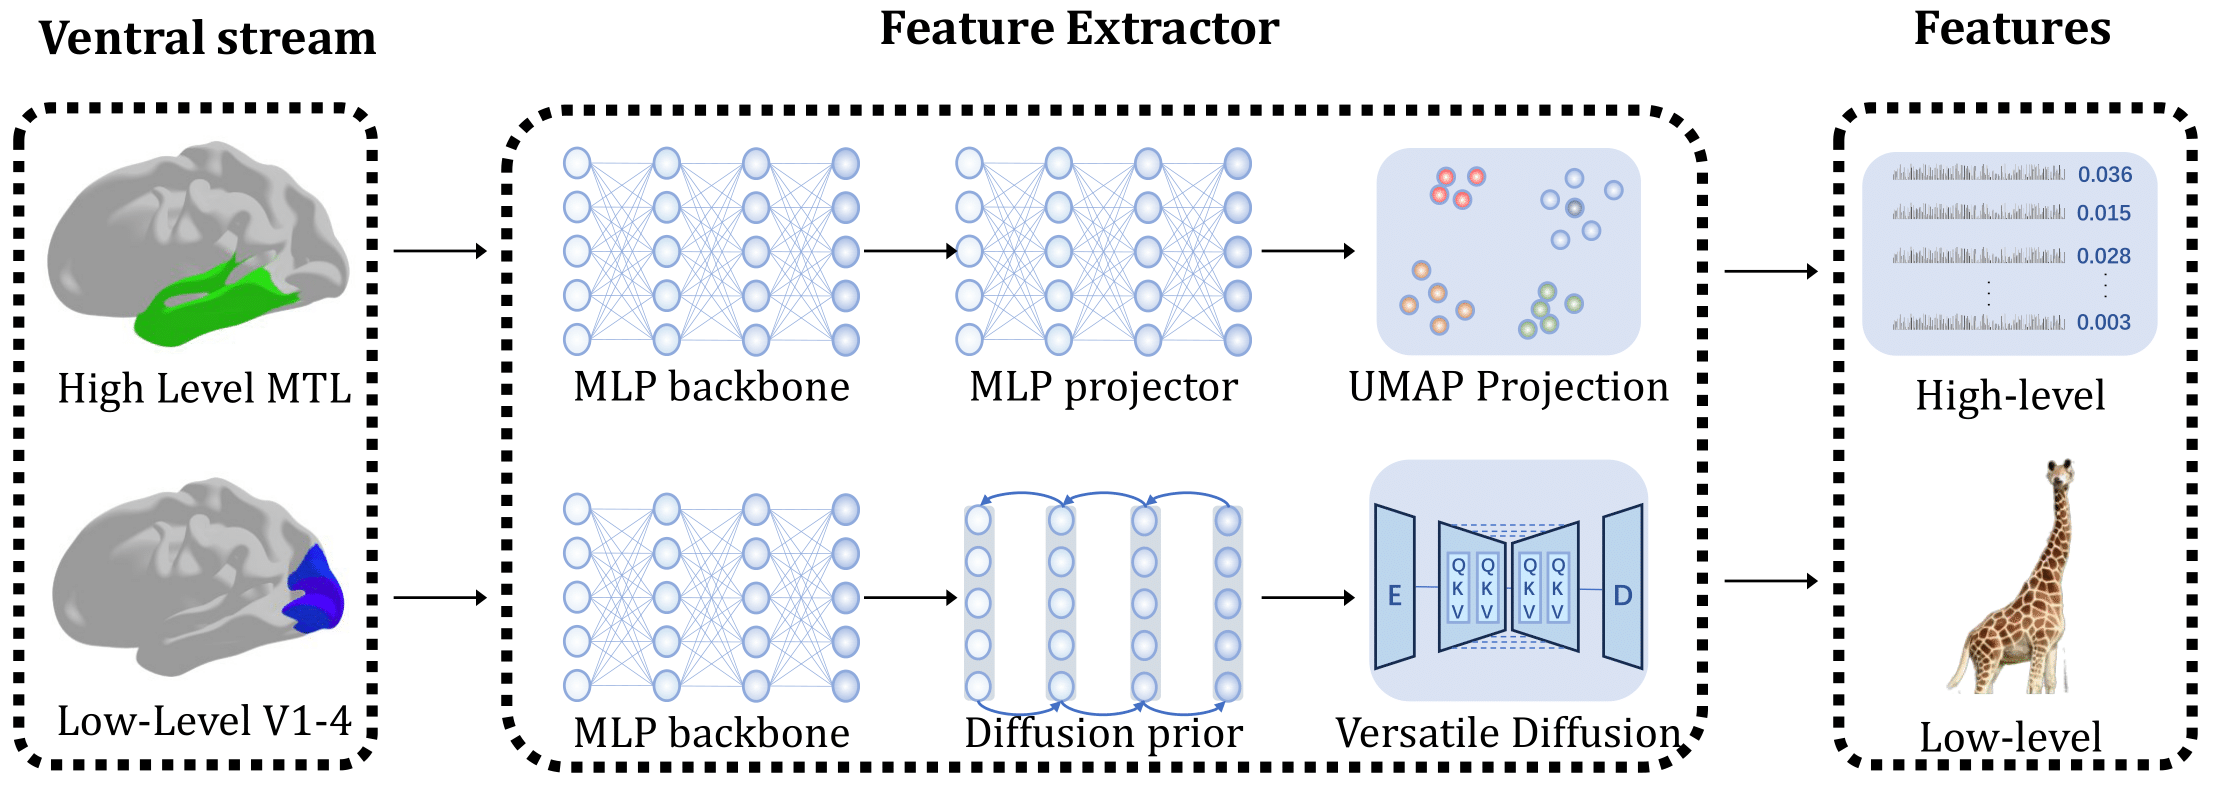 Ventral stream
Feature Extractor
Features
High Level MTL
MLP backbone
MLP projector
UMAP Projection
0.036
0.015
0.028
0.003
High-level
Low-Level V1-4
MLP backbone
Diffusion prior
E
Q Q Q Q
K K K K
V V V V
D
Versatile Diffusion
Low-level